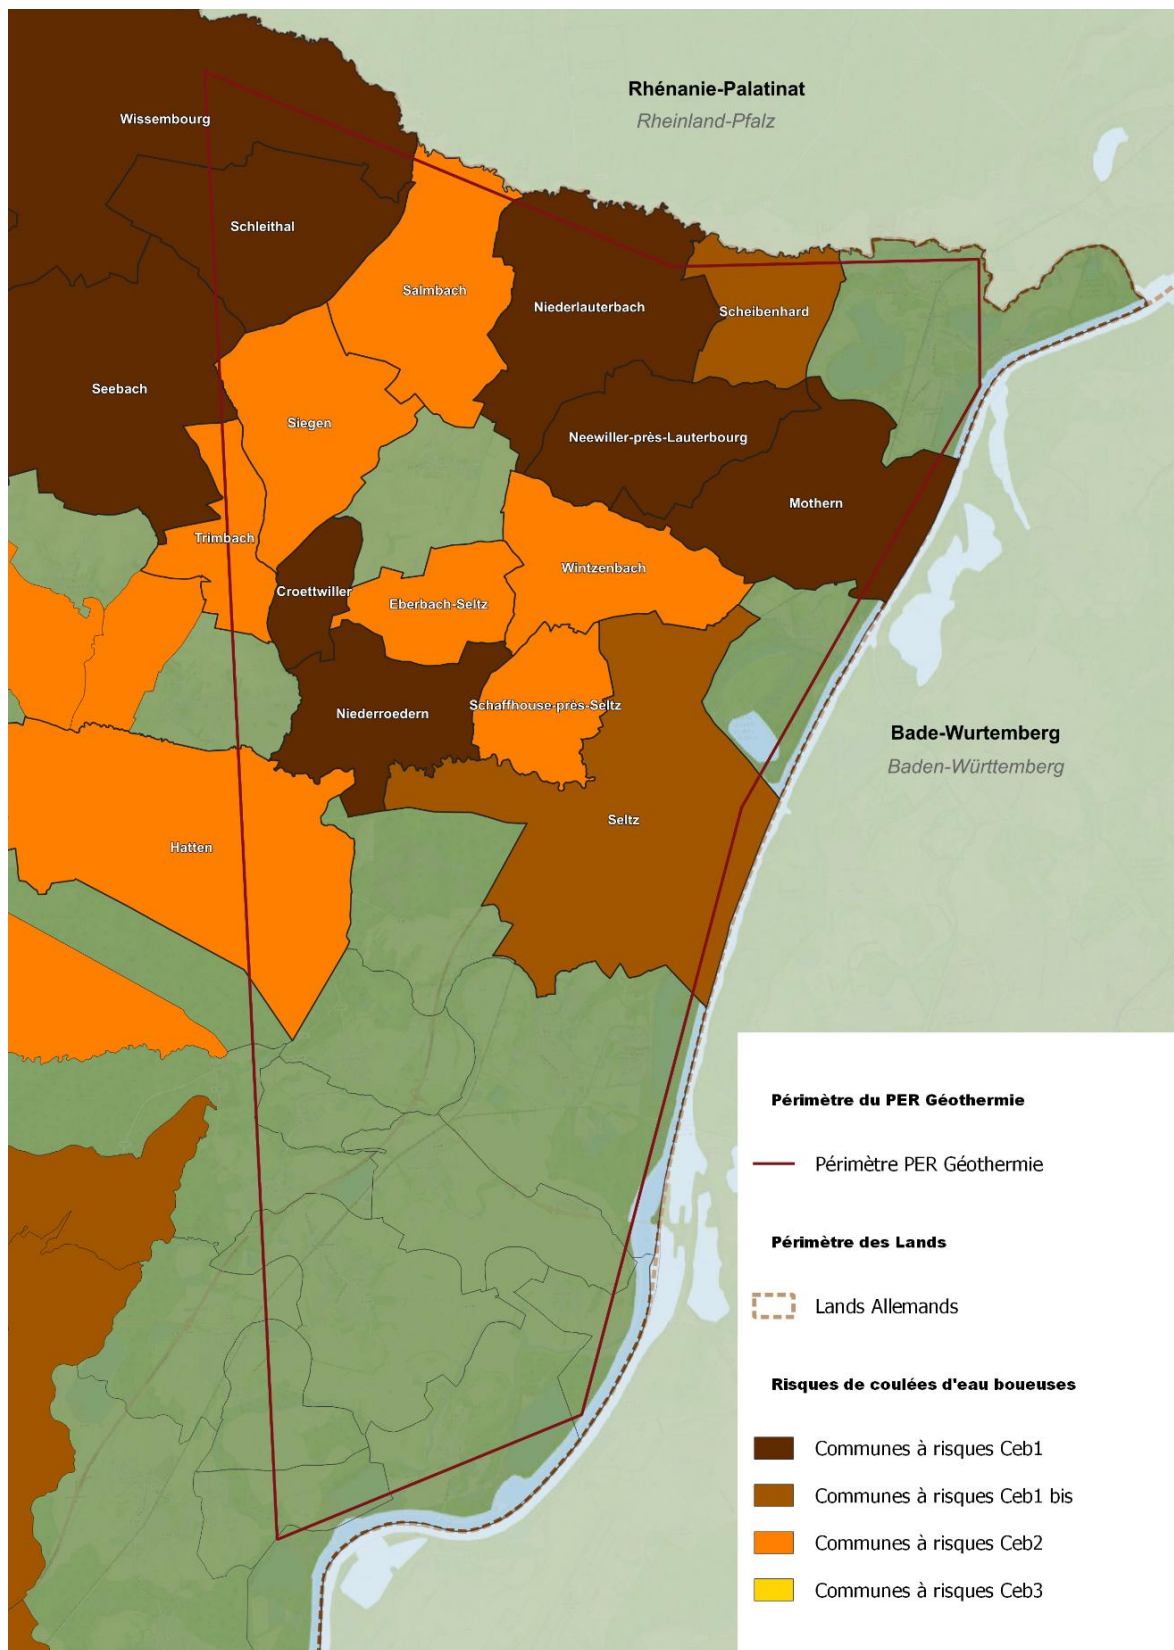 Rhénanie-Palatinat
Rheinland-Pfalz
Wissembourg
Schleithal
Salmbach
Niederlauterbach
Scheibenhard
Seebach
Siegen
Neewiller-près-Lauterbourg
Mothern
Trimbach
Wintzenbach
Croettwiller
Eberbach-Seltz
Schaffhouse-près-Seltz
Niederroedern
Bade-Wurtemberg
Baden-Württemberg
Seltz
Hatten
Périmètre du PER Géothermie
Périmètre PER Géothermie
Périmètre des Lands
Lands Allemands
Risques de coulées d'eau boueuses
Communes à risques Ceb1
Communes à risques Ceb1 bis
Communes à risques Ceb2
Communes à risques Ceb3